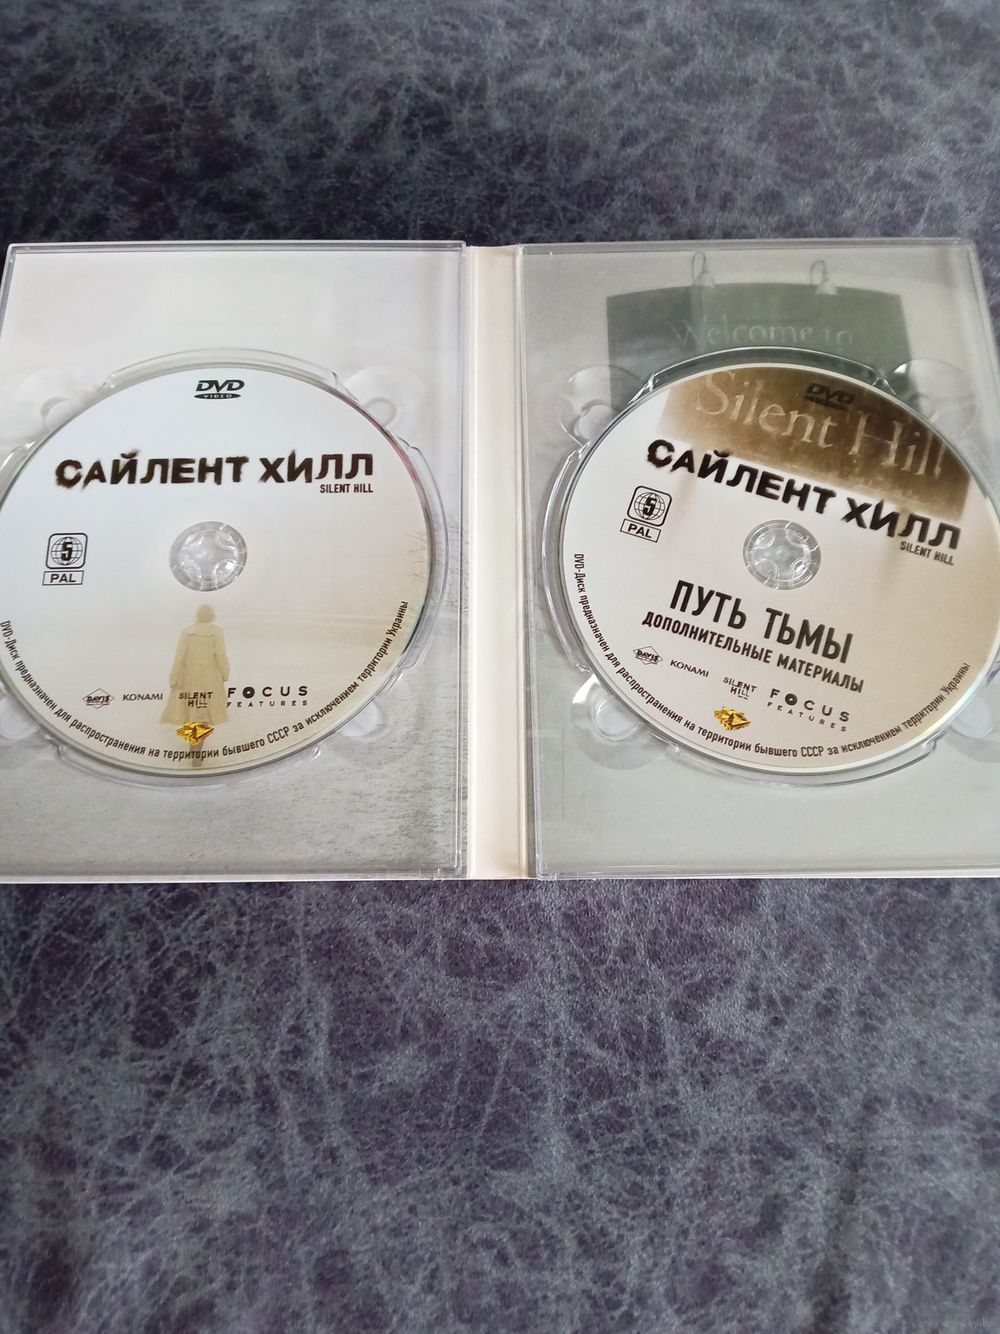 DVD
VIDEO
САЙЛЕНТ ХИЛЛ
SILENT HILL
5
PAL
DAVIS
KONAMI
SILENT
HILL
FOCUS
FEATURES
DVD-Диск предназначен для распространения на территории бывшего СССР за исключением территории Украины
Welcome to
Silent Hill
DVD
САЙЛЕНТ ХИЛЛ
SILENT HILL
5
PAL
ПУТЬ ТЬМЫ
ДОПОЛНИТЕЛЬНЫЕ МАТЕРИАЛЫ
DAVIS
KONAMI
SILENT
HILL
FOCUS
FEATURES
DVD-Диск предназначен для распространения на территории бывшего СССР за исключением территории Украины